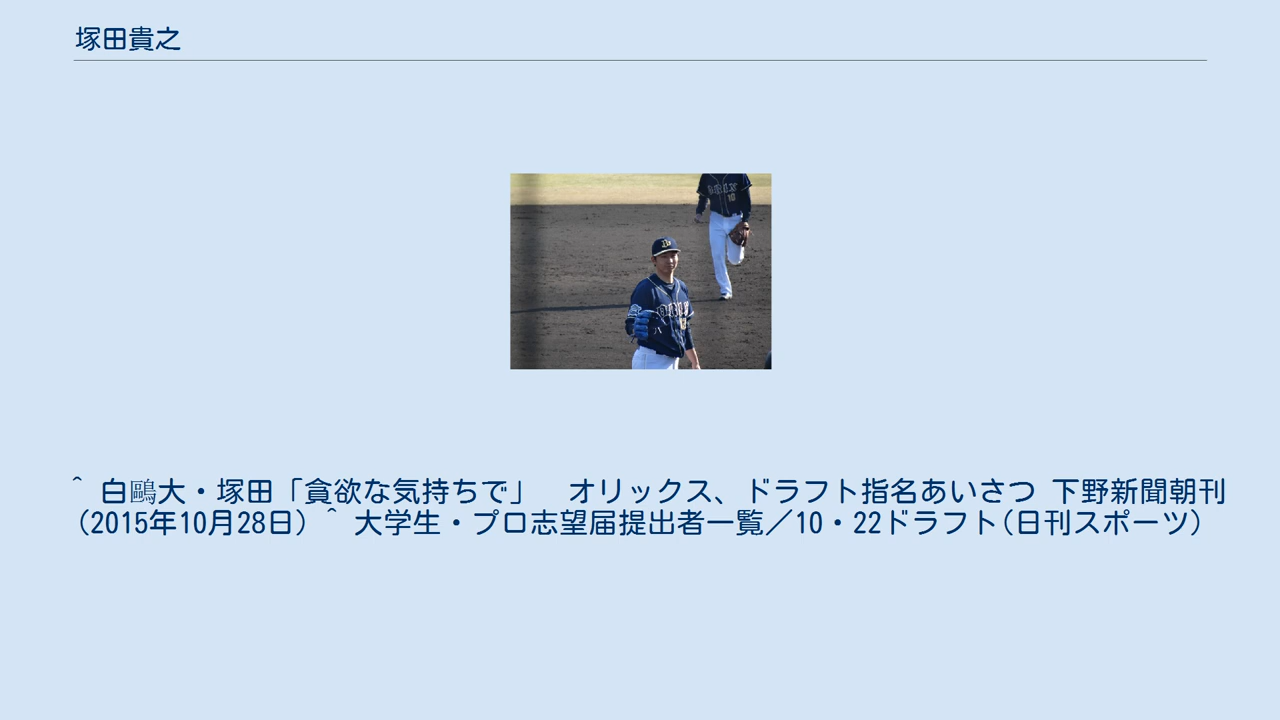 塚田貴之
^ 白鷗大・塚田「貪欲な気持ちで」　オリックス、ドラフト指名あいさつ 下野新聞朝刊
(2015年10月28日) ^ 大学生・プロ志望届提出者一覧／10・22ドラフト(日刊スポーツ)
10